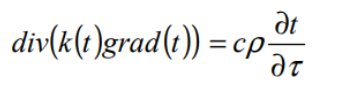 div(k(t)grad(t)) = cρ ∂t/∂τ